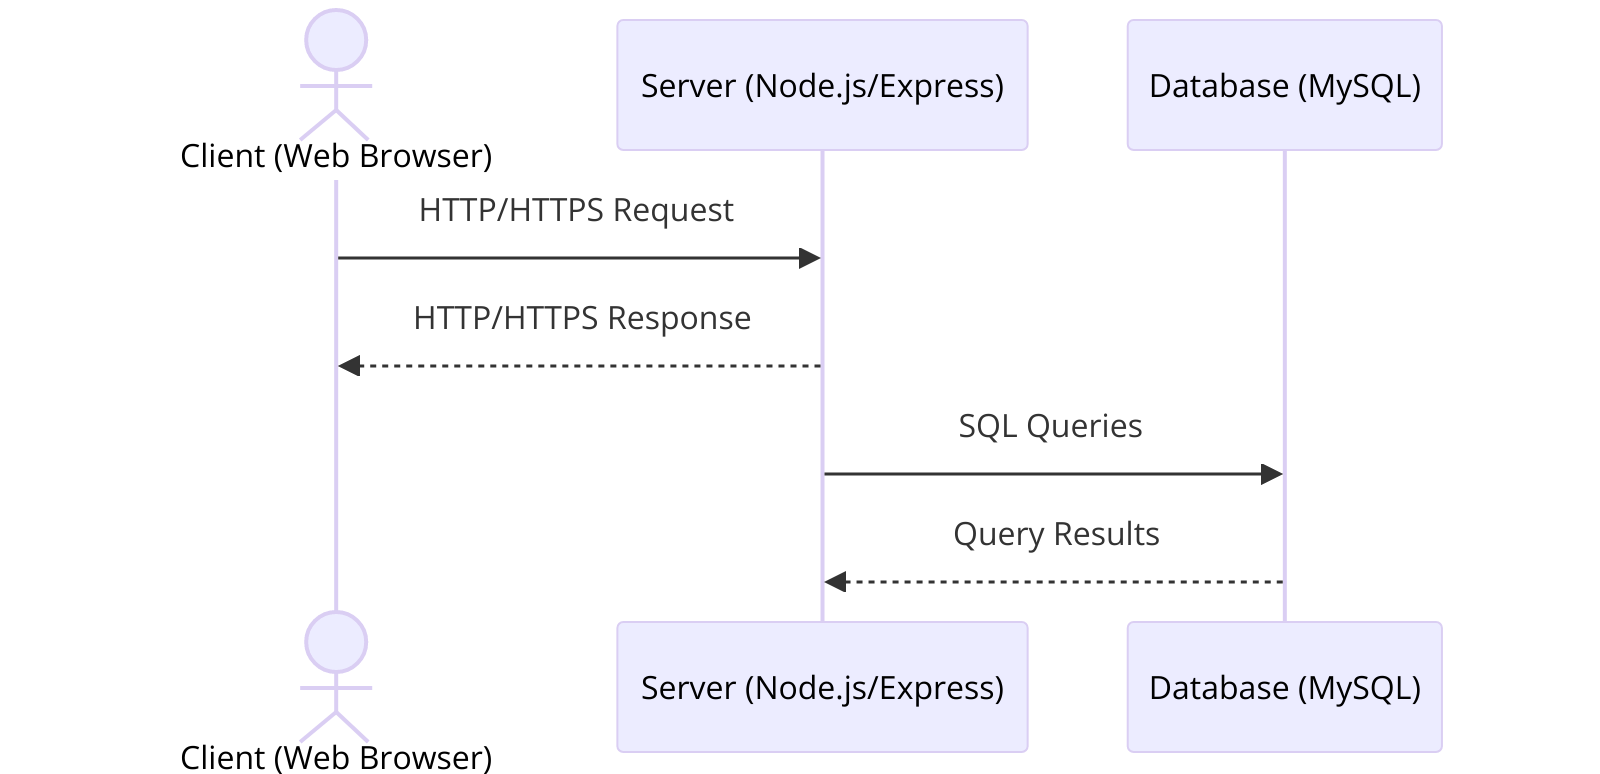 Server (Node.js/Express)
Database (MySQL)
Client (Web Browser)
HTTP/HTTPS Request
HTTP/HTTPS Response
SQL Queries
Query Results
Server (Node.js/Express)
Database (MySQL)
Client (Web Browser)